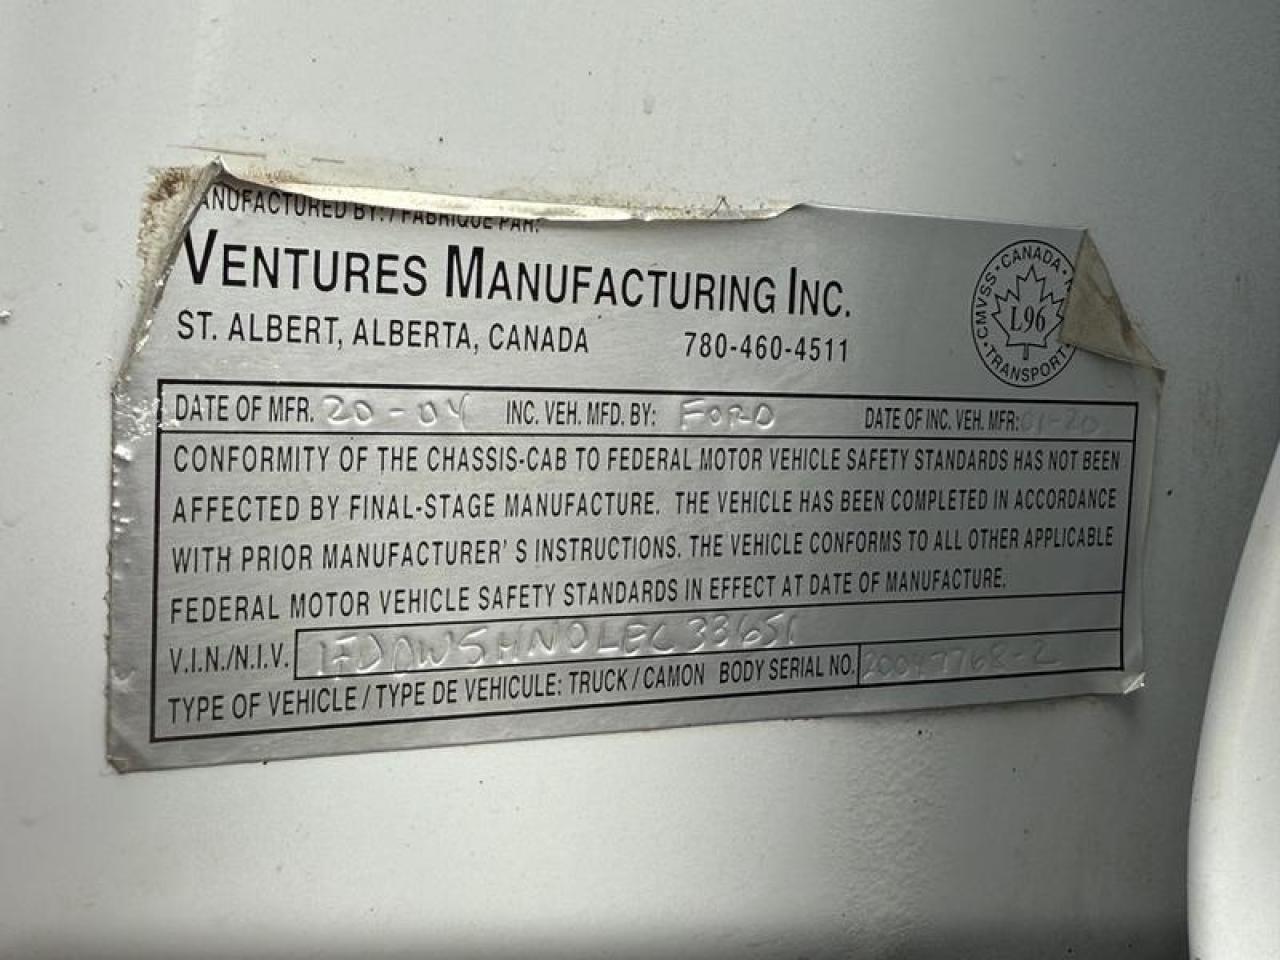 ANUFACTURED BY: / FABRIQUÉ PAR:
VENTURES MANUFACTURING INC.
ST. ALBERT, ALBERTA, CANADA 780-460-4511
CMVSS · CANADA
L96
TRANSPORT
DATE OF MFR. 20-04 INC. VEH. MFD. BY: FORD DATE OF INC. VEH. MFR: 01-20
CONFORMITY OF THE CHASSIS-CAB TO FEDERAL MOTOR VEHICLE SAFETY STANDARDS HAS NOT BEEN
AFFECTED BY FINAL-STAGE MANUFACTURE. THE VEHICLE HAS BEEN COMPLETED IN ACCORDANCE
WITH PRIOR MANUFACTURER' S INSTRUCTIONS. THE VEHICLE CONFORMS TO ALL OTHER APPLICABLE
FEDERAL MOTOR VEHICLE SAFETY STANDARDS IN EFFECT AT DATE OF MANUFACTURE.
V.I.N./N.I.V.
TYPE OF VEHICLE / TYPE DE VEHICULE: TRUCK / CAMON BODY SERIAL NO.